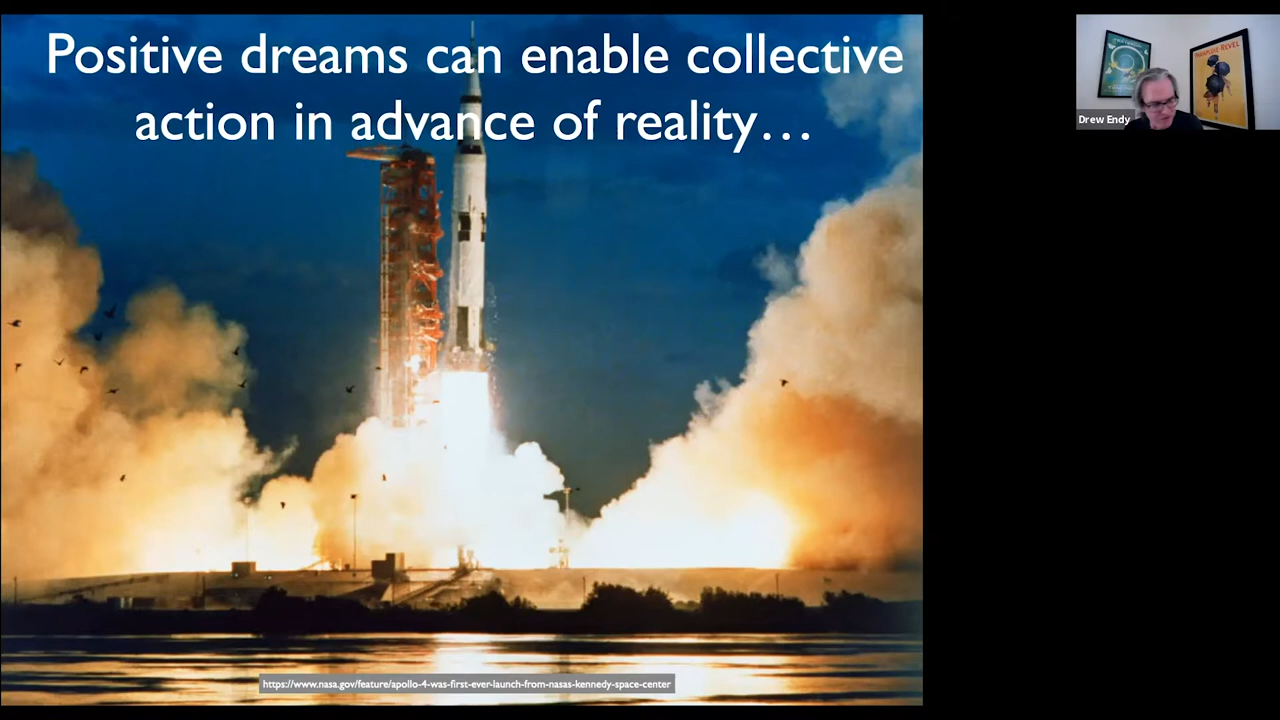 Positive dreams can enable collective
action in advance of reality…
https://www.nasa.gov/feature/apollo-4-was-first-ever-launch-from-nasas-kennedy-space-center
Drew Endy